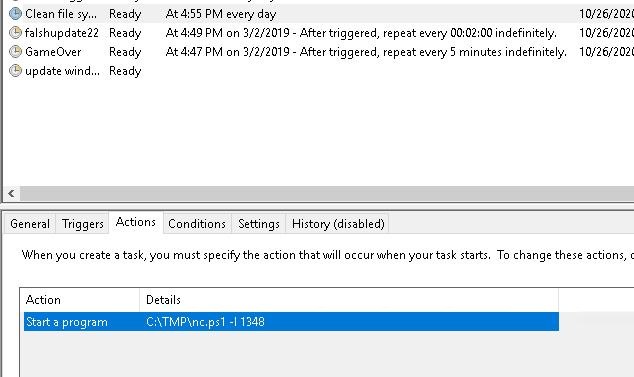 Clean file sy... Ready At 4:55 PM every day 10/26/2020
falshupdate22 Ready At 4:49 PM on 3/2/2019 - After triggered, repeat every 00:02:00 indefinitely. 10/26/2020
GameOver Ready At 4:47 PM on 3/2/2019 - After triggered, repeat every 5 minutes indefinitely. 10/26/2020
update wind... Ready
General Triggers Actions Conditions Settings History (disabled)
When you create a task, you must specify the action that will occur when your task starts. To change these actions,
Action Details
Start a program C:\TMP\nc.ps1 -l 1348